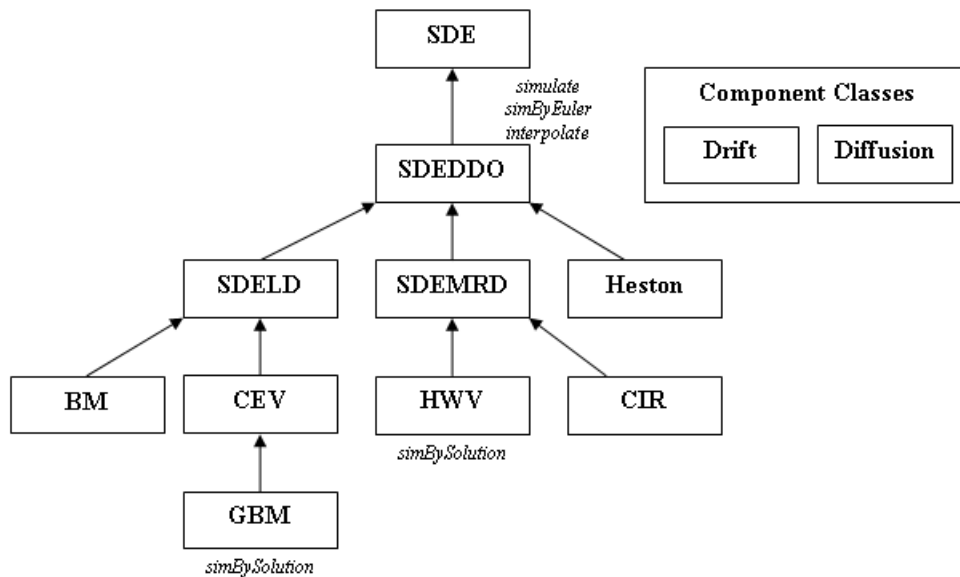 SDE
simulate
simByEuler
interpolate
Component Classes
Drift
Diffusion
SDEDDO
SDELD
SDEMRD
Heston
BM
CEV
HWV
CIR
simBySolution
GBM
simBySolution